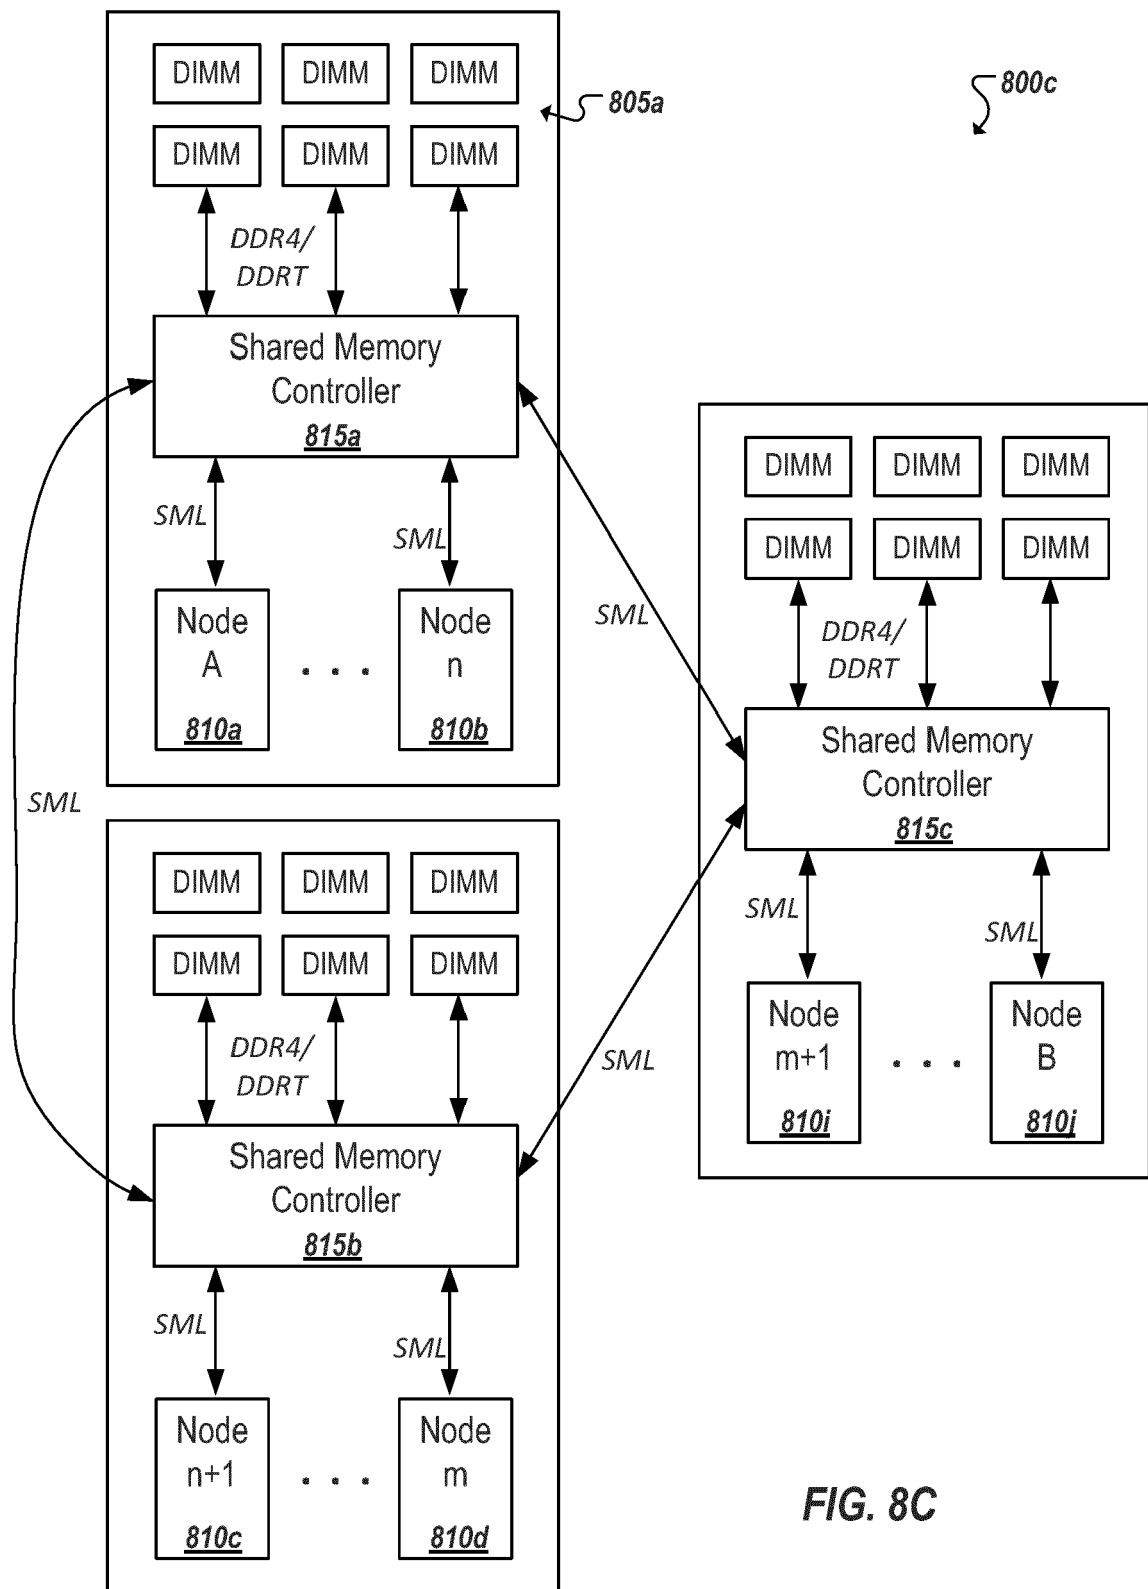 DIMM DIMM DIMM
805a
800c
DIMM DIMM DIMM
DDR4/
DDRT
Shared Memory
Controller
815a
SML
SML
Node
A
810a
. . .
Node
n
810b
SML
SML
DIMM DIMM DIMM
DIMM DIMM DIMM
DDR4/
DDRT
Shared Memory
Controller
815c
SML
SML
Node
m+1
810i
. . .
Node
B
810j
DIMM DIMM DIMM
DIMM DIMM DIMM
DDR4/
DDRT
SML
Shared Memory
Controller
815b
SML
SML
Node
n+1
810c
. . .
Node
m
810d
FIG. 8C